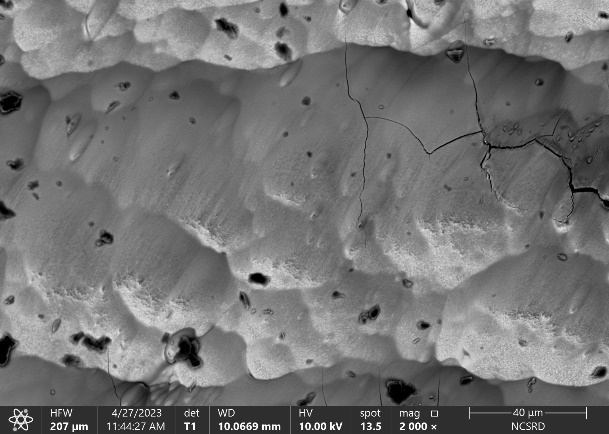 HFW 4/27/2023 det WD HV spot mag 40 µm
207 µm 11:44:27 AM T1 10.0669 mm 10.00 kV 13.5 2 000 × NCSRD